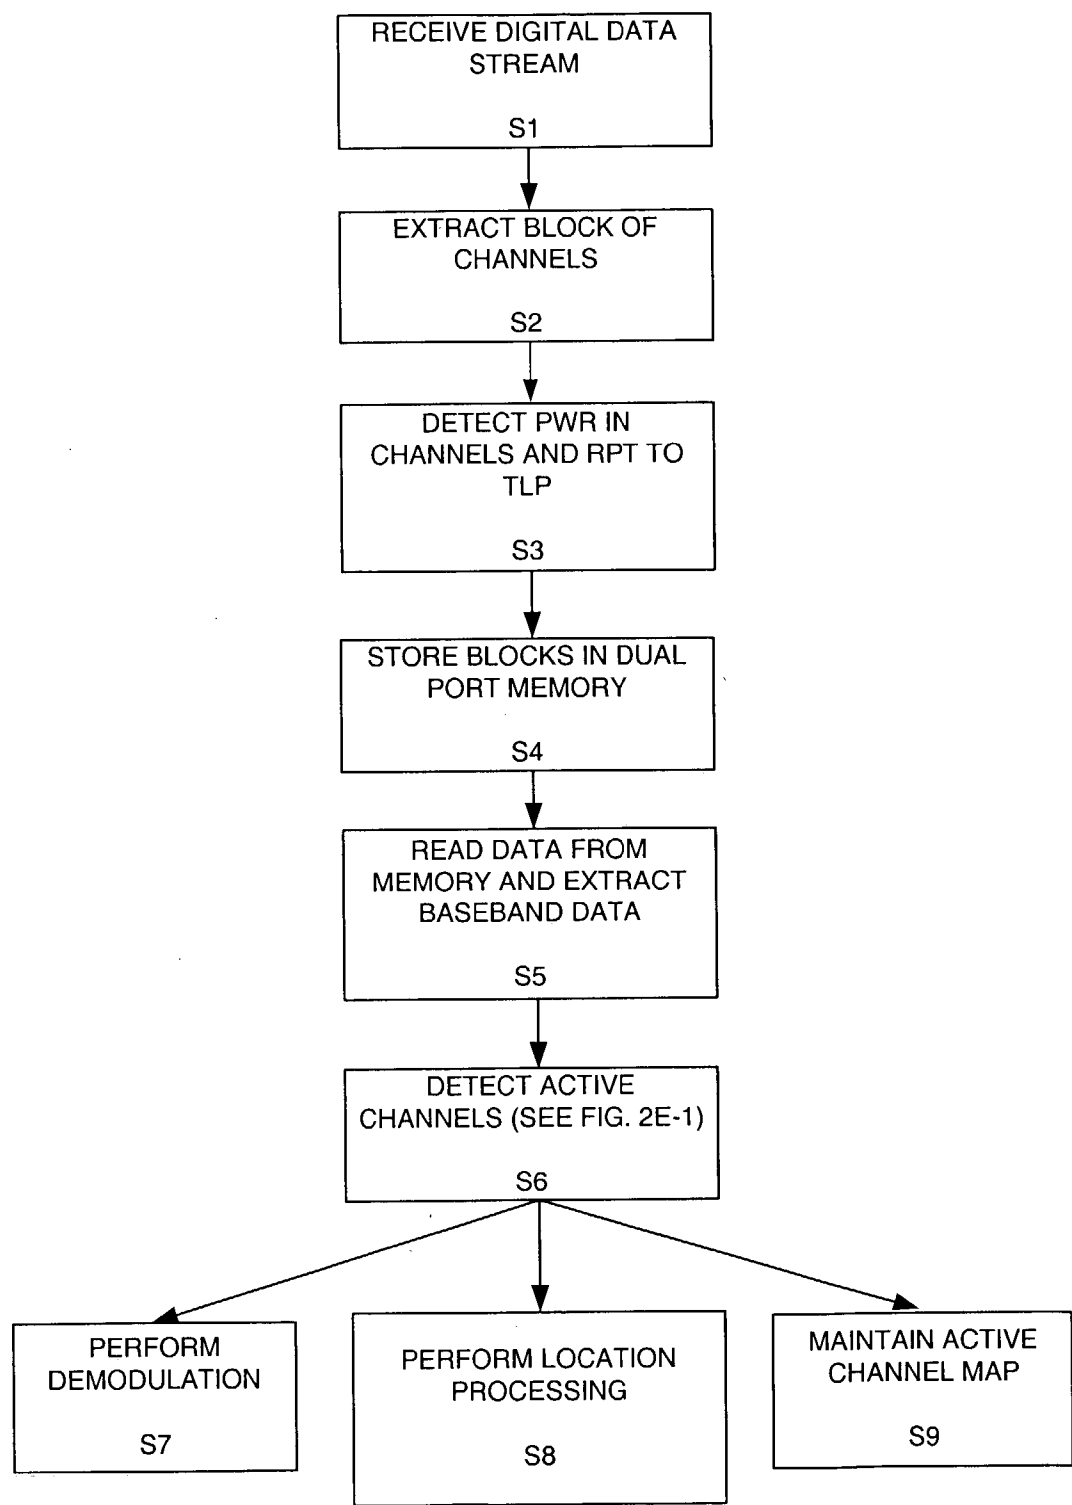 RECEIVE DIGITAL DATA
STREAM
S1
EXTRACT BLOCK OF
CHANNELS
S2
DETECT PWR IN
CHANNELS AND RPT TO
TLP
S3
STORE BLOCKS IN DUAL
PORT MEMORY
S4
READ DATA FROM
MEMORY AND EXTRACT
BASEBAND DATA
S5
DETECT ACTIVE
CHANNELS (SEE FIG. 2E-1)
S6
PERFORM
DEMODULATION
S7
PERFORM LOCATION
PROCESSING
S8
MAINTAIN ACTIVE
CHANNEL MAP
S9